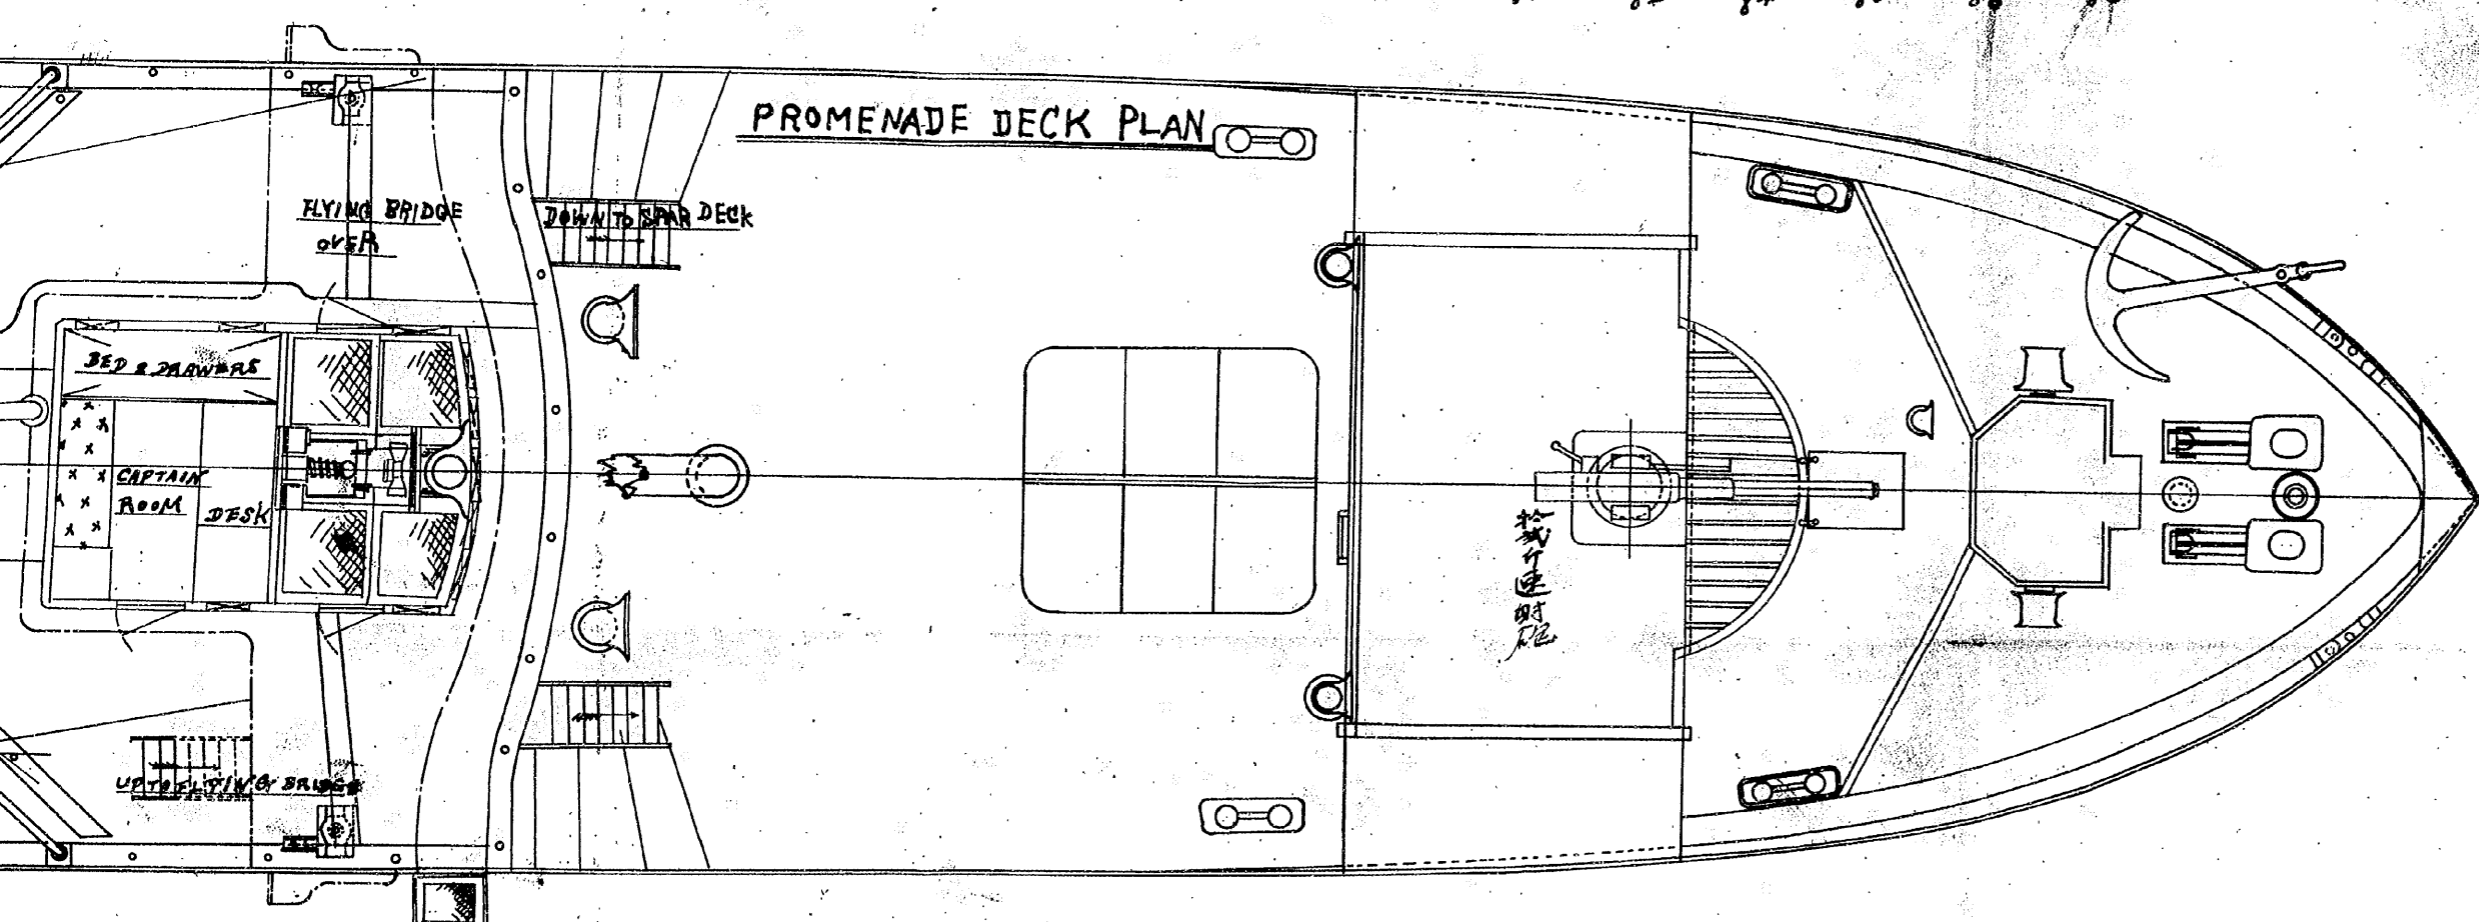 PROMENADE DECK PLAN
FLYING BRIDGE
OVER
DOWN TO SPAR DECK
BED & DRAWERS
CAPTAIN
ROOM
DESK
UP TO FLYING BRIDGE